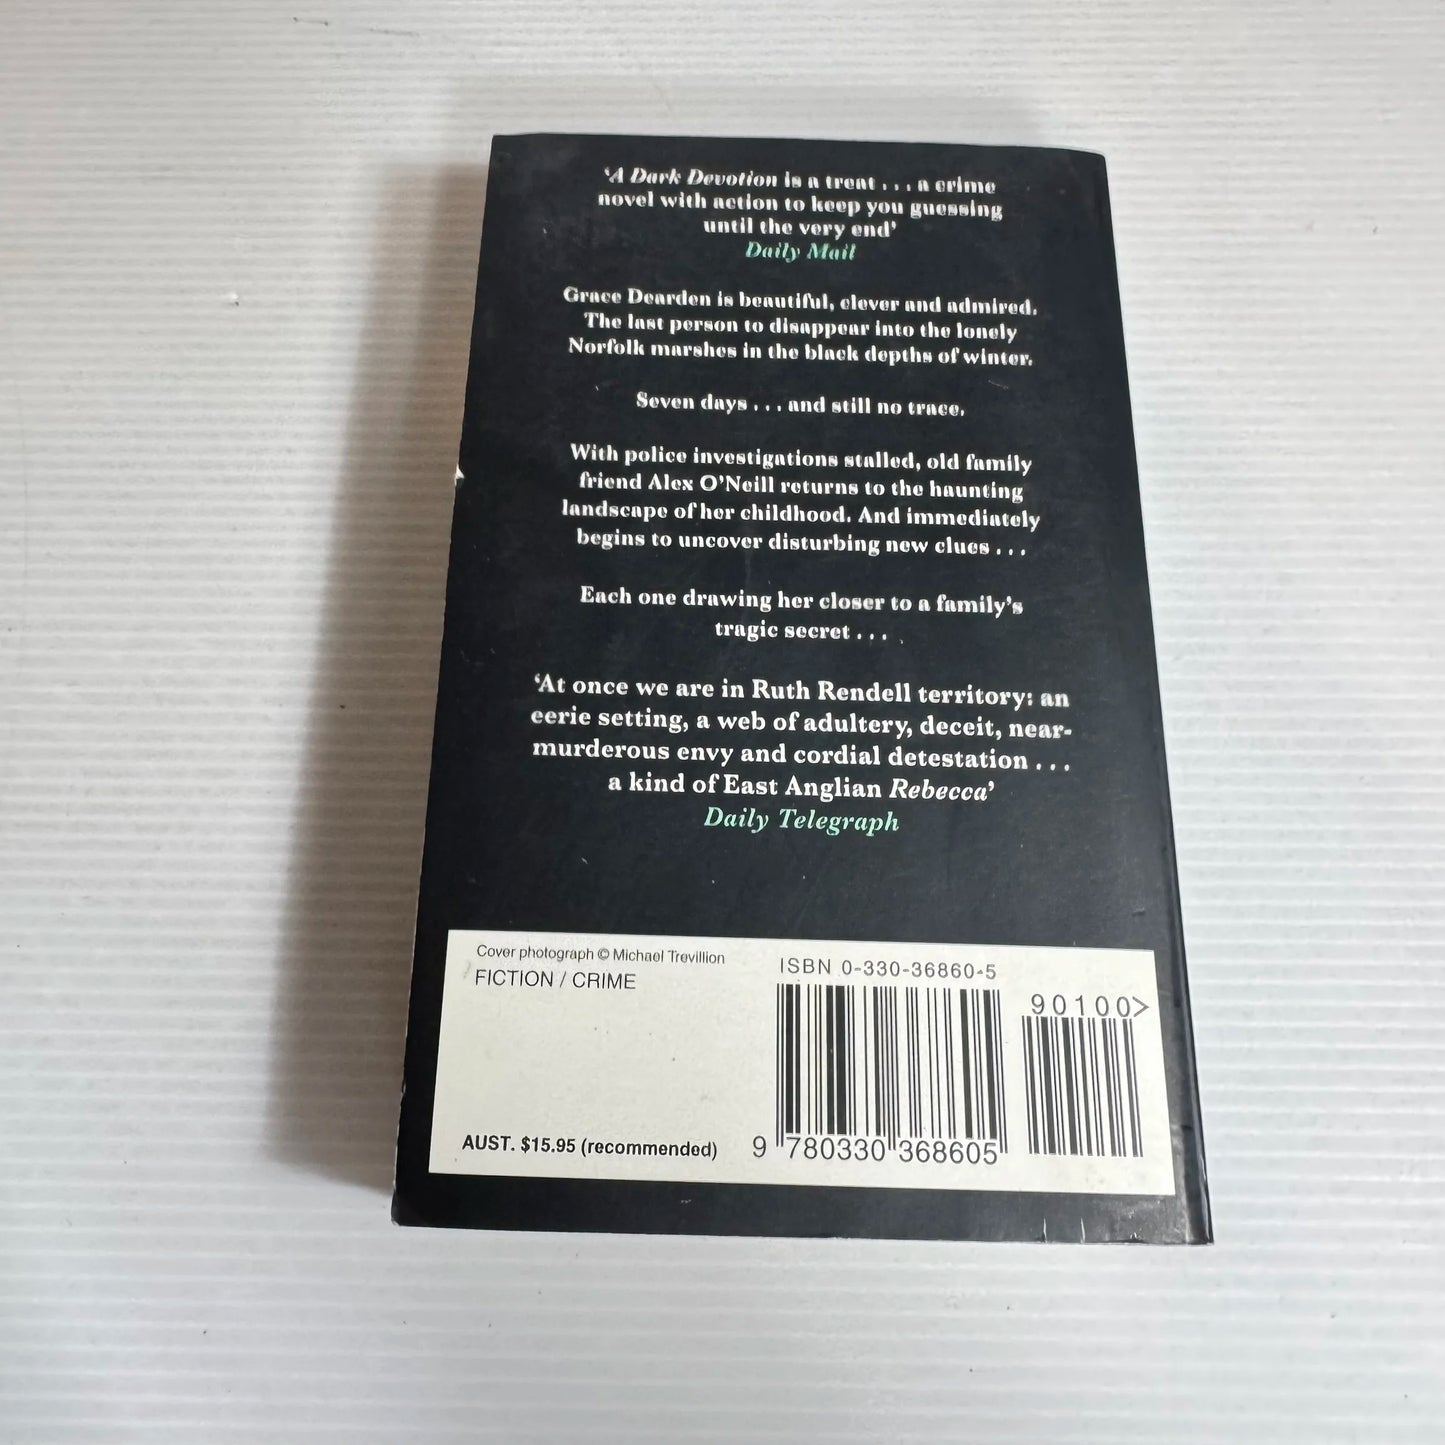 ‘A Dark Devotion is a treat . . . a crime
novel with action to keep you guessing
until the very end’
Daily Mail
Grace Dearden is beautiful, clever and admired.
The last person to disappear into the lonely
Norfolk marshes in the black depths of winter.
Seven days . . . and still no trace.
With police investigations stalled, old family
friend Alex O’Neill returns to the haunting
landscape of her childhood. And immediately
begins to uncover disturbing new clues . . .
Each one drawing her closer to a family’s
tragic secret . . .
‘At once we are in Ruth Rendell territory: an
eerie setting, a web of adultery, deceit, near-
murderous envy and cordial detestation . . .
a kind of East Anglian Rebecca’
Daily Telegraph
Cover photograph © Michael Trevillion
FICTION / CRIME
AUST. $15.95 (recommended)
ISBN 0-330-36860-5
90100>
9 780330 368605